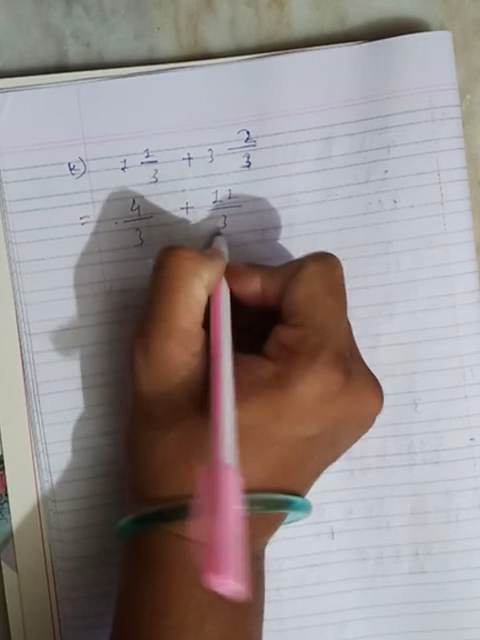 k) 1 1/3 + 3 2/3
= 4/3 + 11/3